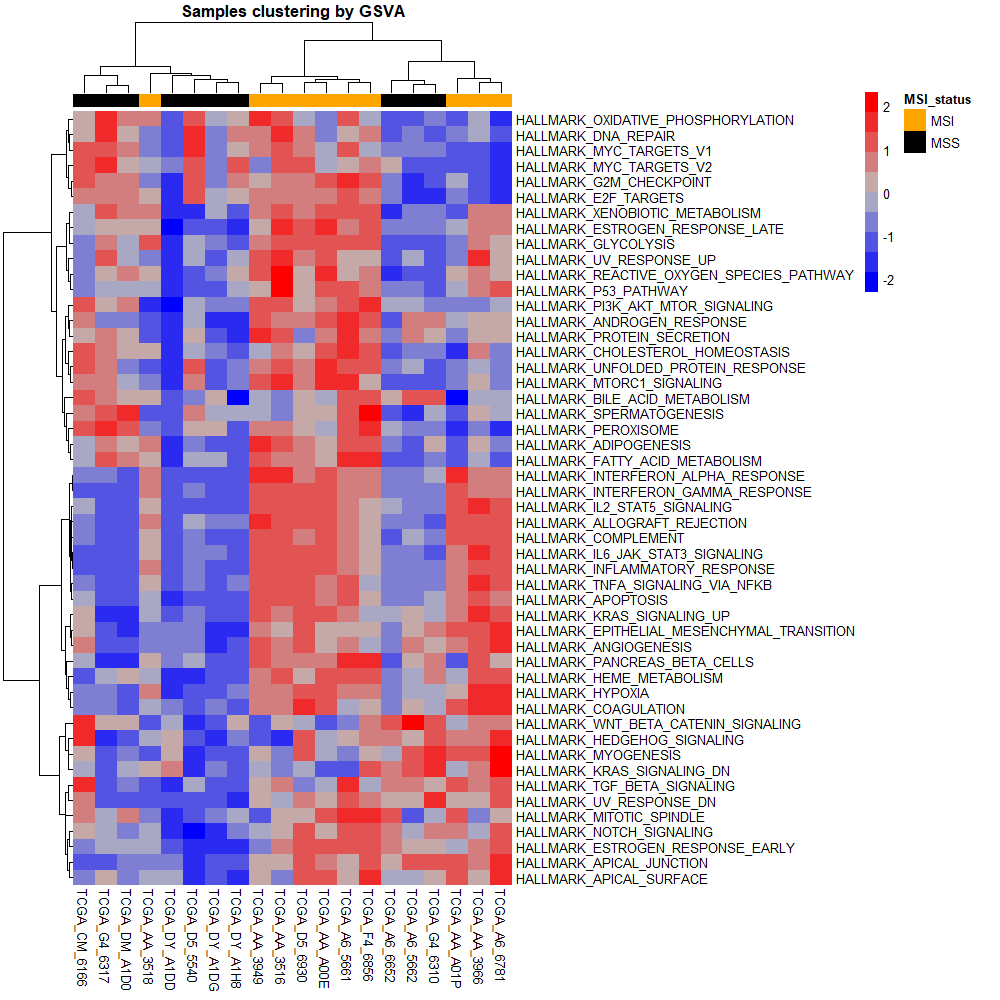 Samples clustering by GSVA
HALLMARK_OXIDATIVE_PHOSPHORYLATION
HALLMARK_DNA_REPAIR
HALLMARK_MYC_TARGETS_V1
HALLMARK_MYC_TARGETS_V2
HALLMARK_G2M_CHECKPOINT
HALLMARK_E2F_TARGETS
HALLMARK_XENOBIOTIC_METABOLISM
HALLMARK_ESTROGEN_RESPONSE_LATE
HALLMARK_GLYCOLYSIS
HALLMARK_UV_RESPONSE_UP
HALLMARK_REACTIVE_OXYGEN_SPECIES_PATHWAY
HALLMARK_P53_PATHWAY
HALLMARK_PI3K_AKT_MTOR_SIGNALING
HALLMARK_ANDROGEN_RESPONSE
HALLMARK_PROTEIN_SECRETION
HALLMARK_CHOLESTEROL_HOMEOSTASIS
HALLMARK_UNFOLDED_PROTEIN_RESPONSE
HALLMARK_MTORC1_SIGNALING
HALLMARK_BILE_ACID_METABOLISM
HALLMARK_SPERMATOGENESIS
HALLMARK_PEROXISOME
HALLMARK_ADIPOGENESIS
HALLMARK_FATTY_ACID_METABOLISM
HALLMARK_INTERFERON_ALPHA_RESPONSE
HALLMARK_INTERFERON_GAMMA_RESPONSE
HALLMARK_IL2_STAT5_SIGNALING
HALLMARK_ALLOGRAFT_REJECTION
HALLMARK_COMPLEMENT
HALLMARK_IL6_JAK_STAT3_SIGNALING
HALLMARK_INFLAMMATORY_RESPONSE
HALLMARK_TNFA_SIGNALING_VIA_NFKB
HALLMARK_APOPTOSIS
HALLMARK_KRAS_SIGNALING_UP
HALLMARK_EPITHELIAL_MESENCHYMAL_TRANSITION
HALLMARK_ANGIOGENESIS
HALLMARK_PANCREAS_BETA_CELLS
HALLMARK_HEME_METABOLISM
HALLMARK_HYPOXIA
HALLMARK_COAGULATION
HALLMARK_WNT_BETA_CATENIN_SIGNALING
HALLMARK_HEDGEHOG_SIGNALING
HALLMARK_MYOGENESIS
HALLMARK_KRAS_SIGNALING_DN
HALLMARK_TGF_BETA_SIGNALING
HALLMARK_UV_RESPONSE_DN
HALLMARK_MITOTIC_SPINDLE
HALLMARK_NOTCH_SIGNALING
HALLMARK_ESTROGEN_RESPONSE_EARLY
HALLMARK_APICAL_JUNCTION
HALLMARK_APICAL_SURFACE
TCGA_CM_6166
TCGA_G4_6317
TCGA_DM_A1D0
TCGA_AA_3518
TCGA_DY_A1DD
TCGA_D5_5540
TCGA_DY_A1DG
TCGA_DY_A1H8
TCGA_AA_3949
TCGA_AA_3516
TCGA_D5_6930
TCGA_AA_A00E
TCGA_A6_5661
TCGA_F4_6856
TCGA_A6_6652
TCGA_A6_5662
TCGA_G4_6310
TCGA_AA_A01P
TCGA_AA_3966
TCGA_A6_6781
2
1
0
-1
-2
MSI_status
MSI
MSS